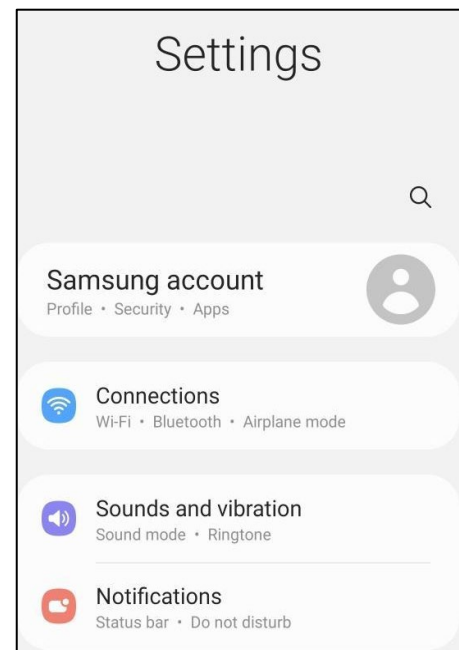 Settings
Samsung account
Profile • Security • Apps
Connections
Wi-Fi • Bluetooth • Airplane mode
Sounds and vibration
Sound mode • Ringtone
Notifications
Status bar • Do not disturb